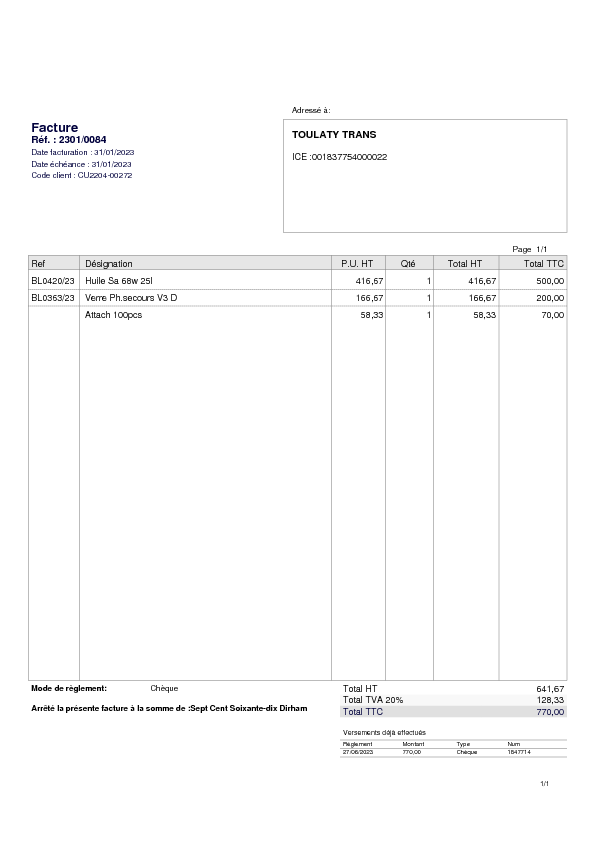 Adressé à:
Facture
Réf. : 2301/0084
Date facturation : 31/01/2023
Date échéance : 31/01/2023
Code client : CU2204-00272
TOULATY TRANS
ICE :001837754000022
Page 1/1
Ref Désignation P.U. HT Qté Total HT Total TTC
BL0420/23 Huile Sa 68w 25l 416,67 1 416,67 500,00
BL0363/23 Verre Ph.secours V3 D 166,67 1 166,67 200,00
Attach 100pcs 58,33 1 58,33 70,00
Mode de règlement: Chèque
Total HT 641,67
Total TVA 20% 128,33
Total TTC 770,00
Arrêté la présente facture à la somme de :Sept Cent Soixante-dix Dirham
Versements déjà effectués
Règlement Montant Type Num
27/06/2023 770,00 Chèque 1847714
1/1